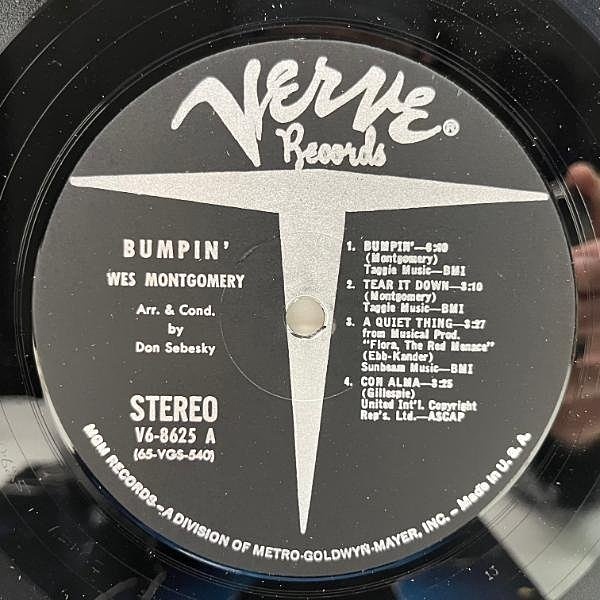 VERVE®
Records
BUMPIN'
WES MONTGOMERY
Arr. & Cond.
by
Don Sebesky
STEREO
V6-8625 A
(65-VGS-540)
1. BUMPIN'—6:40
(Montgomery)
Taggie Music—BMI
2. TEAR IT DOWN—3:10
(Montgomery)
Taggie Music—BMI
3. A QUIET THING—3:27
from Musical Prod.
"Flora, The Red Menace"
(Ebb-Kander)
Sunbeam Music—BMI
4. CON ALMA—3:25
(Gillespie)
United Int'l. Copyright
Rep's. Ltd.—ASCAP
MGM RECORDS—A DIVISION OF METRO-GOLDWYN-MAYER, INC.—Made in U. S. A.